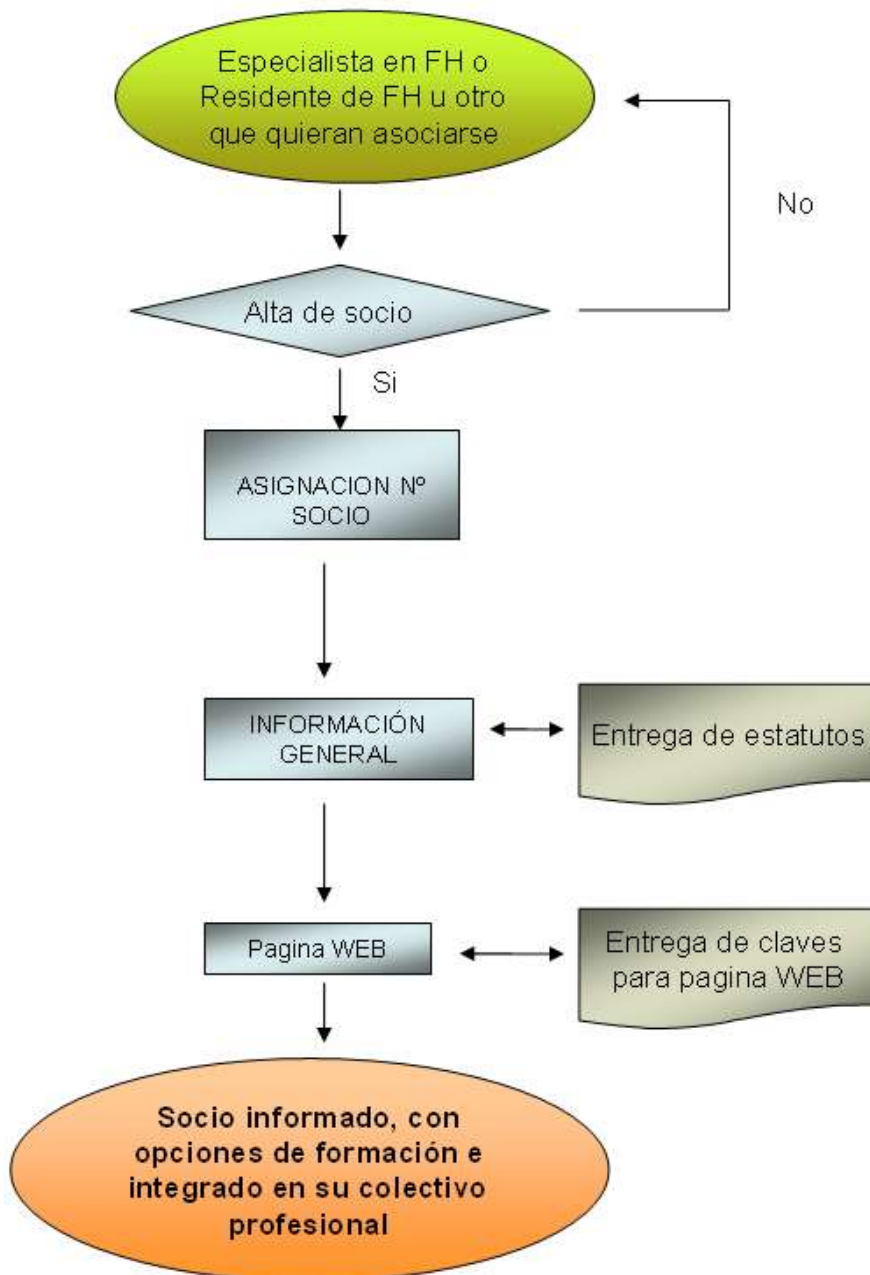 Especialista en FH o
Residente de FH u otro
que quieran asociarse
No
Alta de socio
Si
ASIGNACION Nº
SOCIO
INFORMACIÓN
GENERAL
Entrega de estatutos
Pagina WEB
Entrega de claves
para pagina WEB
Socio informado, con
opciones de formación e
integrado en su colectivo
profesional